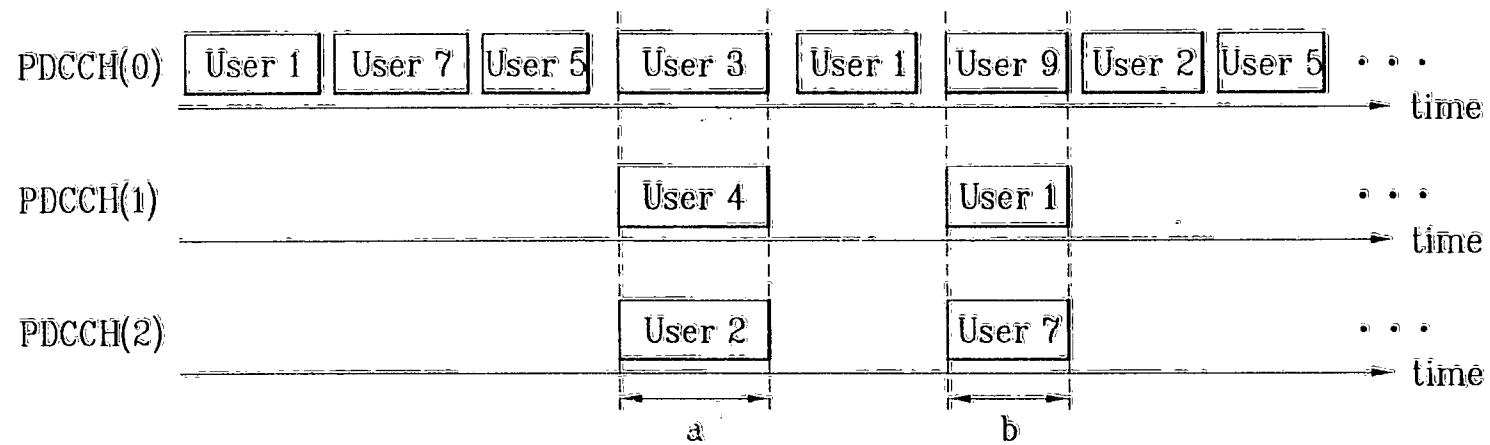 PDCCH(0) User 1 User 7 User 5 User 3 User 1 User 9 User 2 User 5 . . .
time
PDCCH(1) User 4 User 1 . . .
time
PDCCH(2) User 2 User 7 . . .
time
a b